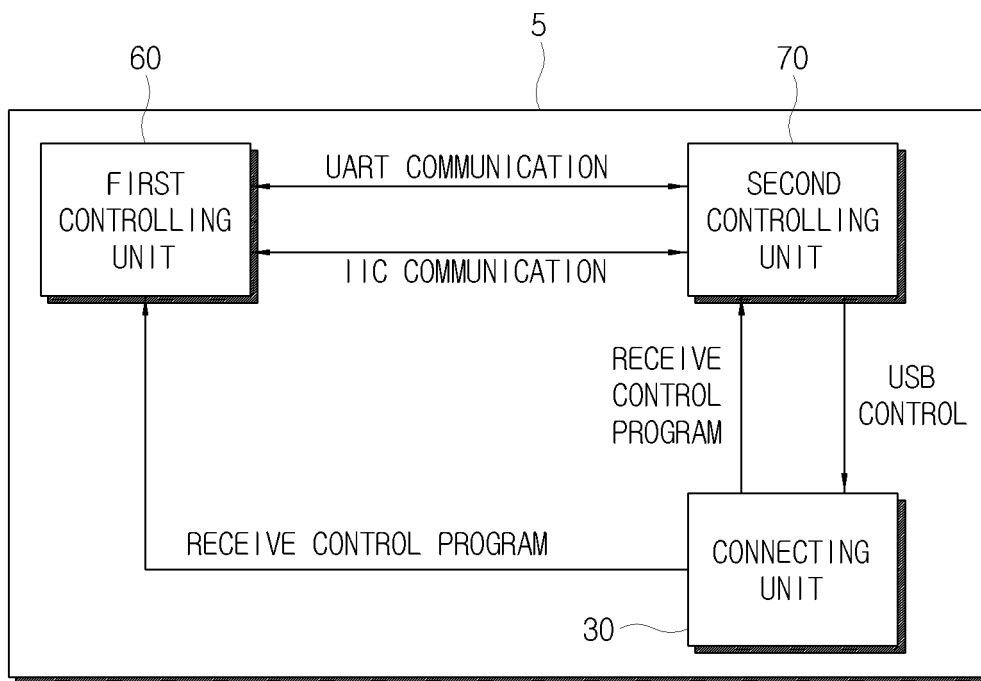 5
60
70
FIRST
CONTROLLING
UNIT
UART COMMUNICATION
IIC COMMUNICATION
SECOND
CONTROLLING
UNIT
RECEIVE
CONTROL
PROGRAM
USB
CONTROL
RECEIVE CONTROL PROGRAM
CONNECTING
UNIT
30